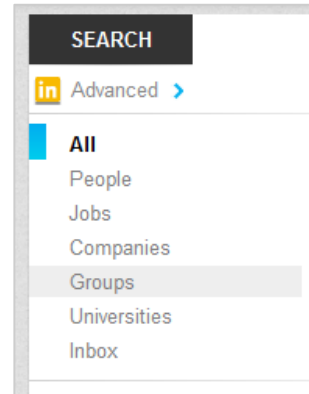 SEARCH
in Advanced >
All
People
Jobs
Companies
Groups
Universities
Inbox